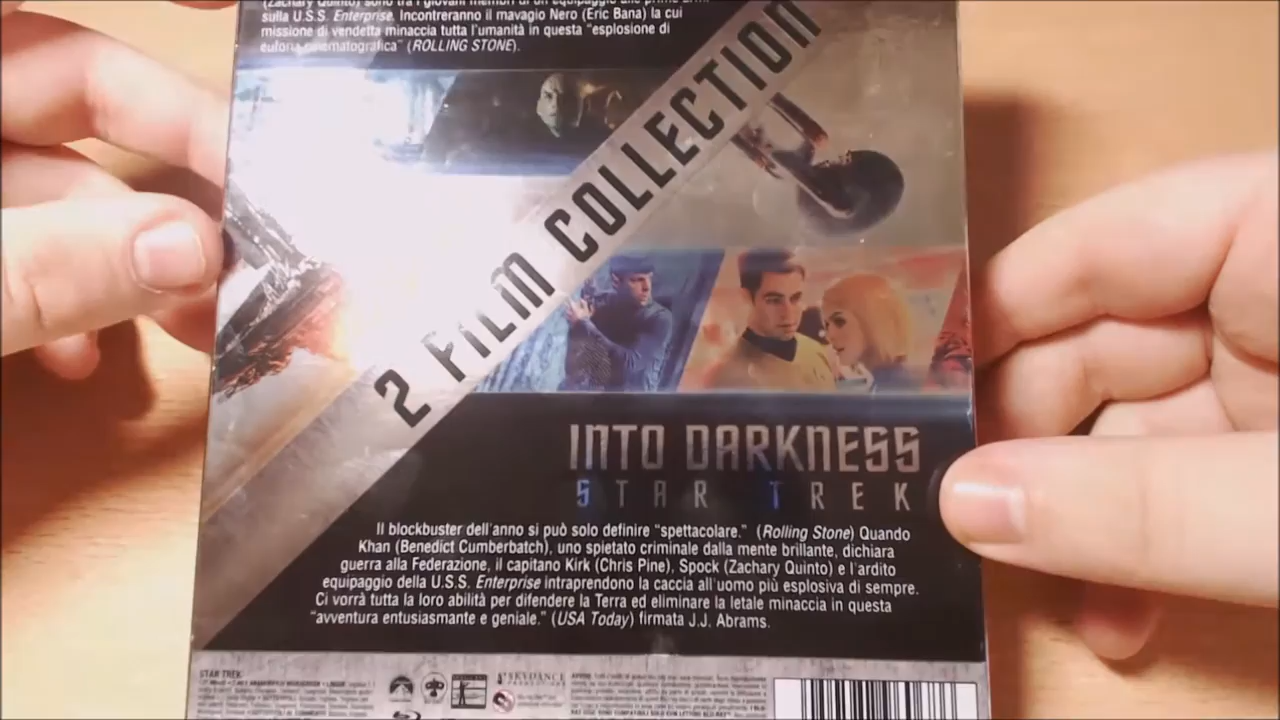 (Zachary Quinto) sono tra i giovani membri di un equipaggio alle prime armi
sulla U.S.S. Enterprise. Incontreranno il mavagio Nero (Eric Bana) la cui
missione di vendetta minaccia tutta l'umanità in questa "esplosione di
euforia cinematografica" (ROLLING STONE).
2 FiLM COLLECTION
INTO DARKNESS
STAR TREK
Il blockbuster dell'anno si può solo definire "spettacolare." (Rolling Stone) Quando
Khan (Benedict Cumberbatch), uno spietato criminale dalla mente brillante, dichiara
guerra alla Federazione, il capitano Kirk (Chris Pine), Spock (Zachary Quinto) e l'ardito
equipaggio della U.S.S. Enterprise intraprendono la caccia all'uomo più esplosiva di sempre.
Ci vorrà tutta la loro abilità per difendere la Terra ed eliminare la letale minaccia in questa
"avventura entusiasmante e geniale." (USA Today) firmata J.J. Abrams.
STAR TREK
SKYDANCE